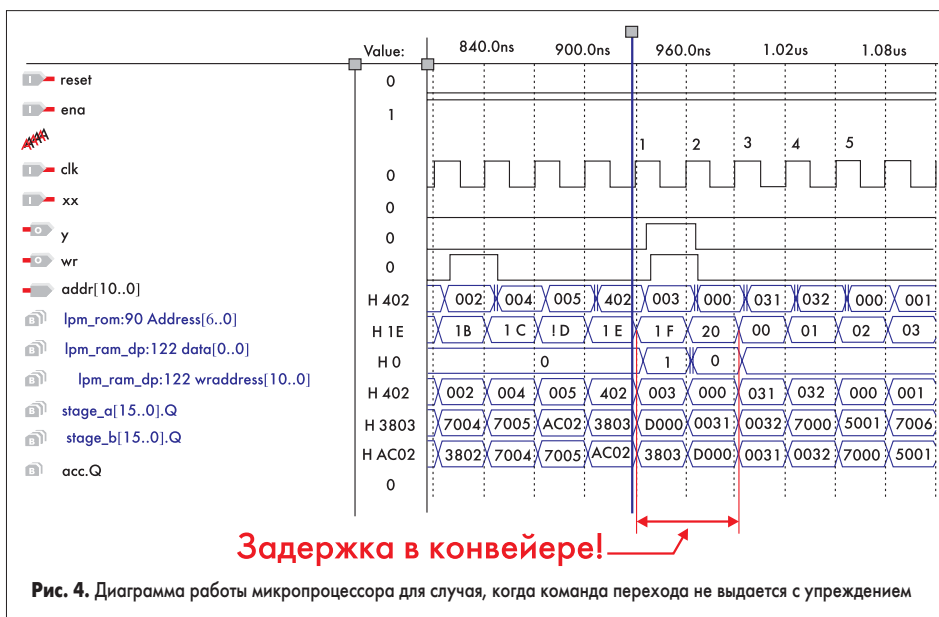 Value: 840.0ns 900.0ns 960.0ns 1.02us 1.08us
reset 0
ena 1
1 2 3 4 5
clk 0
xx 0
y 0
wr 0
addr[10..0] H 402 002 004 005 402 003 000 031 032 000 001
lpm_rom:90 Address[6..0] H 1E 1B 1C !D 1E 1F 20 00 01 02 03
lpm_ram_dp:122 data[0..0] H 0 0 1 0
lpm_ram_dp:122 wraddress[10..0] H 402 002 004 005 402 003 000 031 032 000 001
stage_a[15..0].Q H 3803 7004 7005 AC02 3803 D000 0031 0032 7000 5001 7006
stage_b[15..0].Q H AC02 3802 7004 7005 AC02 3803 D000 0031 0032 7000 5001
acc.Q 0
Задержка в конвейере!
Рис. 4. Диаграмма работы микропроцессора для случая, когда команда перехода не выдается с упреждением